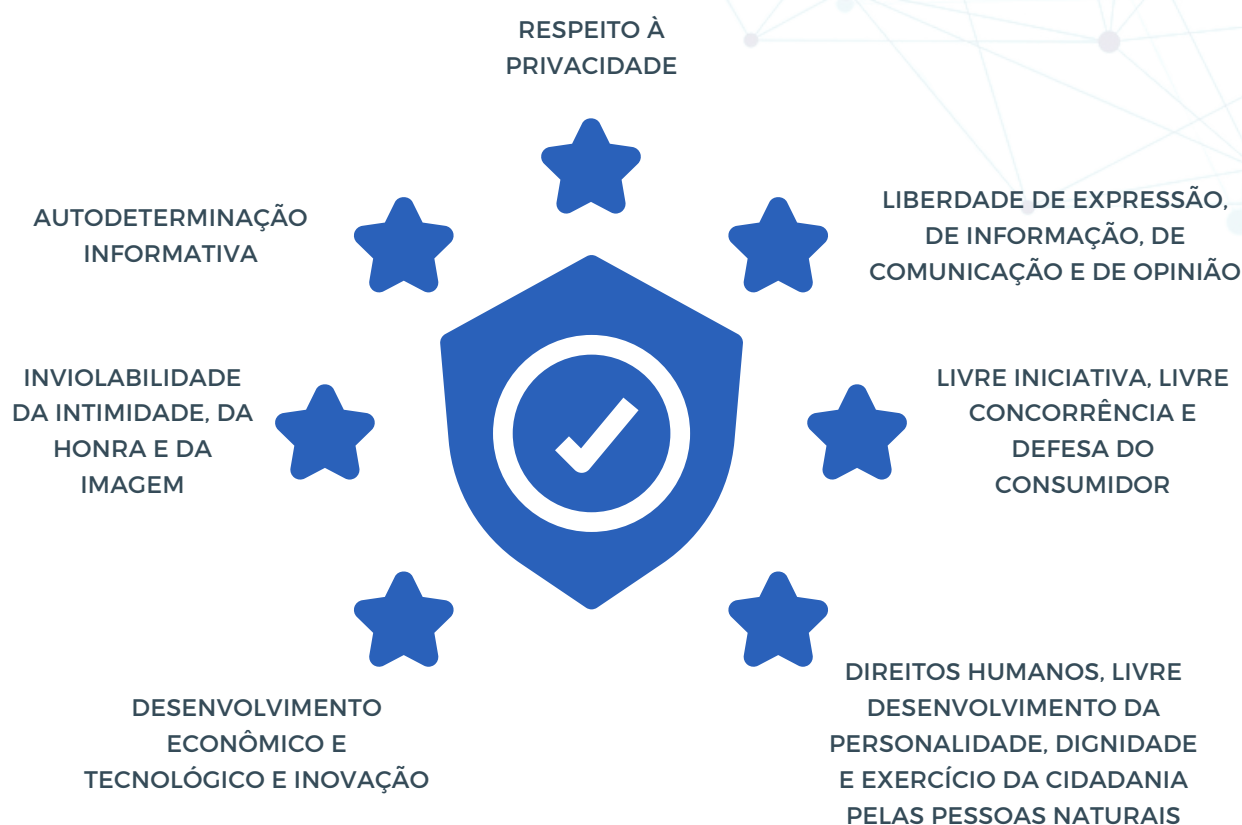 RESPEITO À
PRIVACIDADE
AUTODETERMINAÇÃO
INFORMATIVA
LIBERDADE DE EXPRESSÃO,
DE INFORMAÇÃO, DE
COMUNICAÇÃO E DE OPINIÃO
INVIOLABILIDADE
DA INTIMIDADE, DA
HONRA E DA
IMAGEM
LIVRE INICIATIVA, LIVRE
CONCORRÊNCIA E
DEFESA DO
CONSUMIDOR
DESENVOLVIMENTO
ECONÔMICO E
TECNOLÓGICO E INOVAÇÃO
DIREITOS HUMANOS, LIVRE
DESENVOLVIMENTO DA
PERSONALIDADE, DIGNIDADE
E EXERCÍCIO DA CIDADANIA
PELAS PESSOAS NATURAIS